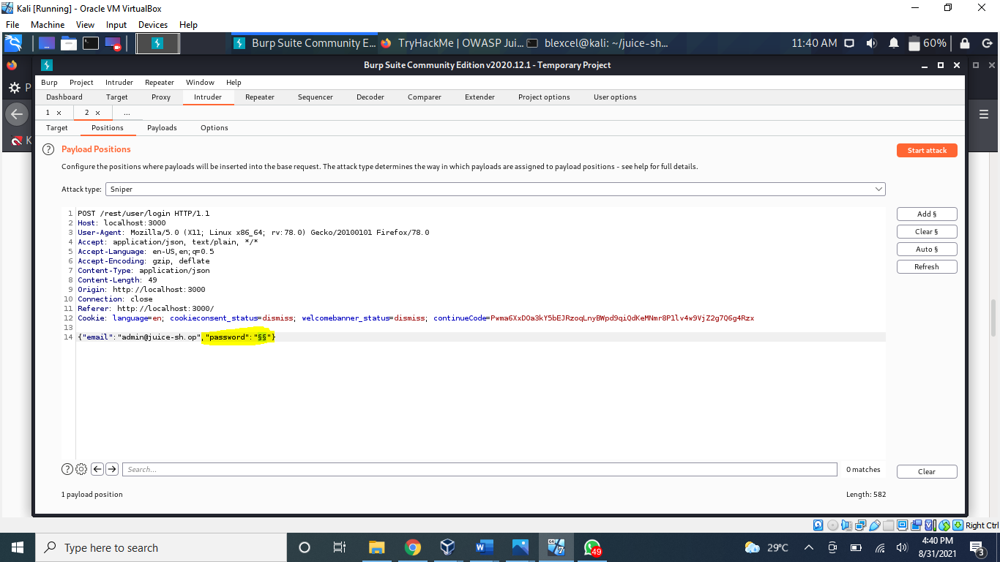 Kali [Running] - Oracle VM VirtualBox
File Machine View Input Devices Help
Burp Suite Community E... TryHackMe | OWASP Jui... blexcel@kali: ~/juice-sh... 11:40 AM 60%
Burp Suite Community Edition v2020.12.1 - Temporary Project
Burp Project Intruder Repeater Window Help
Dashboard Target Proxy Intruder Repeater Sequencer Decoder Comparer Extender Project options User options
1 × 2 × ...
Target Positions Payloads Options
? Payload Positions Start attack
Configure the positions where payloads will be inserted into the base request. The attack type determines the way in which payloads are assigned to payload positions - see help for full details.
Attack type: Sniper
1 POST /rest/user/login HTTP/1.1 Add §
2 Host: localhost:3000
3 User-Agent: Mozilla/5.0 (X11; Linux x86_64; rv:78.0) Gecko/20100101 Firefox/78.0 Clear §
4 Accept: application/json, text/plain, */*
5 Accept-Language: en-US,en;q=0.5 Auto §
6 Accept-Encoding: gzip, deflate
7 Content-Type: application/json Refresh
8 Content-Length: 49
9 Origin: http://localhost:3000
10 Connection: close
11 Referer: http://localhost:3000/
12 Cookie: language=en; cookieconsent_status=dismiss; welcomebanner_status=dismiss; continueCode=Pwma6XxDOa3kY5bEJRzoqLnyBWpd9qiQdKeMNmr8P1lv4w9VjZ2g7Q6g4Rzx
13
14 {"email":"admin@juice-sh.op","password":"§§"}
? Search... 0 matches Clear
1 payload position Length: 582
Right Ctrl
Type here to search 49 29°C 4:40 PM
8/31/2021 3